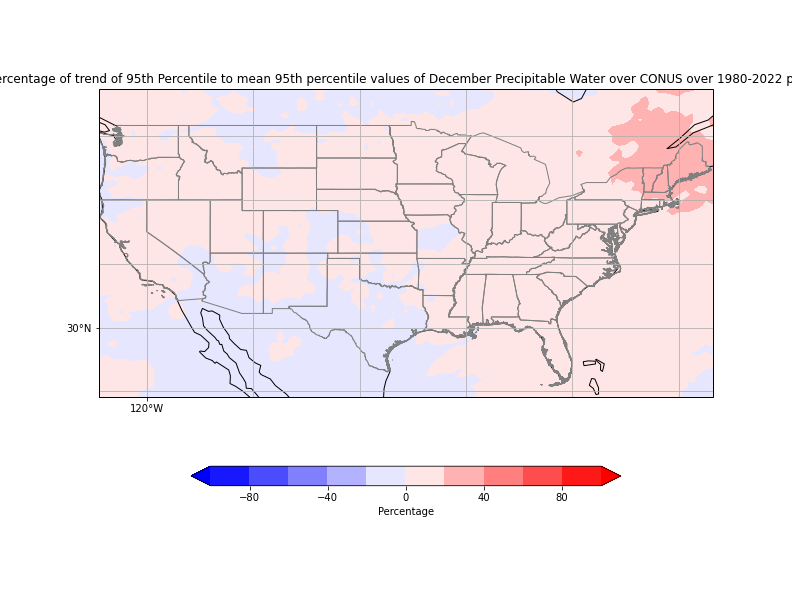 ercentage of trend of 95th Percentile to mean 95th percentile values of December Precipitable Water over CONUS over 1980-2022 p
30°N
120°W
−80 −40 0 40 80
Percentage